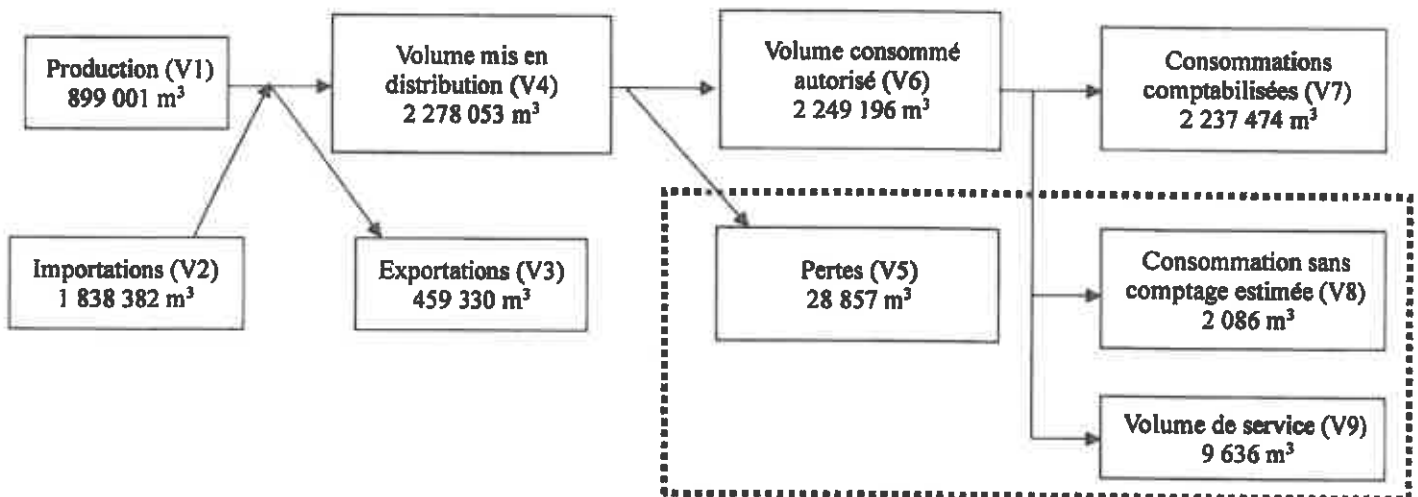 Production (V1)
899 001 m³
Volume mis en
distribution (V4)
2 278 053 m³
Volume consommé
autorisé (V6)
2 249 196 m³
Consommations
comptabilisées (V7)
2 237 474 m³
Importations (V2)
1 838 382 m³
Exportations (V3)
459 330 m³
Pertes (V5)
28 857 m³
Consommation sans
comptage estimée (V8)
2 086 m³
Volume de service (V9)
9 636 m³